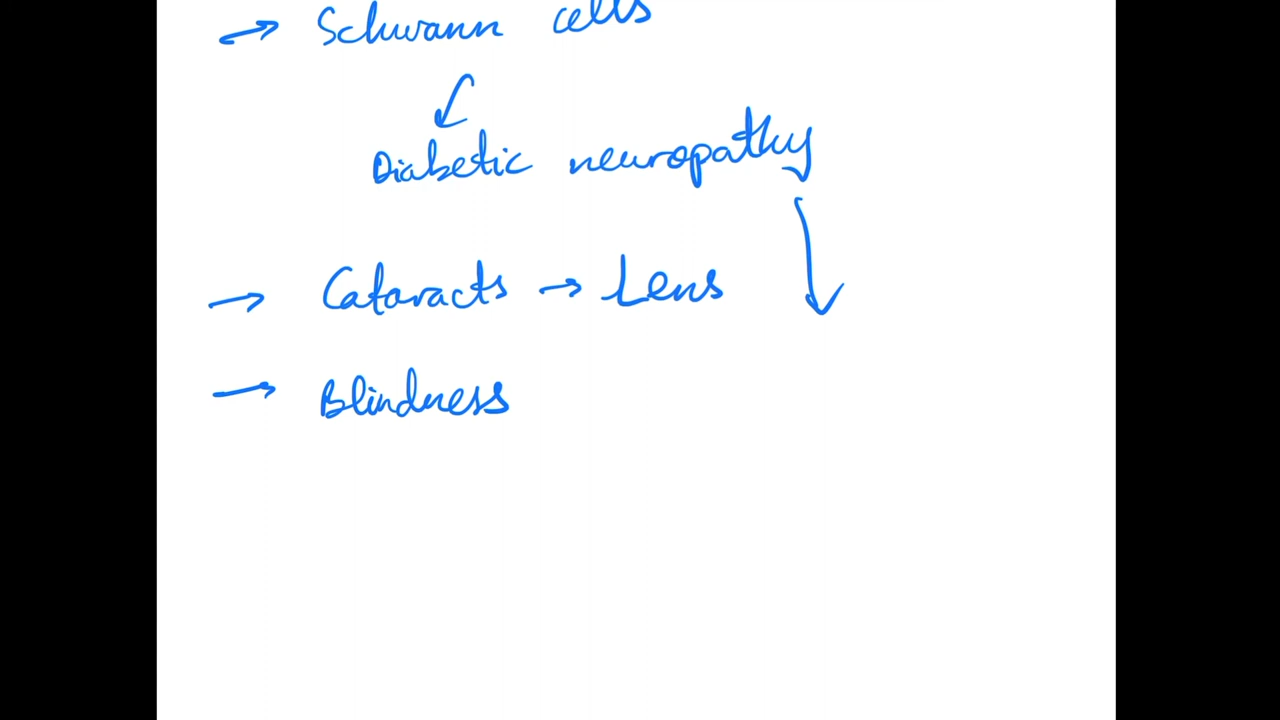 → Schwann cells
Diabetic neuropathy
→ Cataracts → Lens
→ Blindness